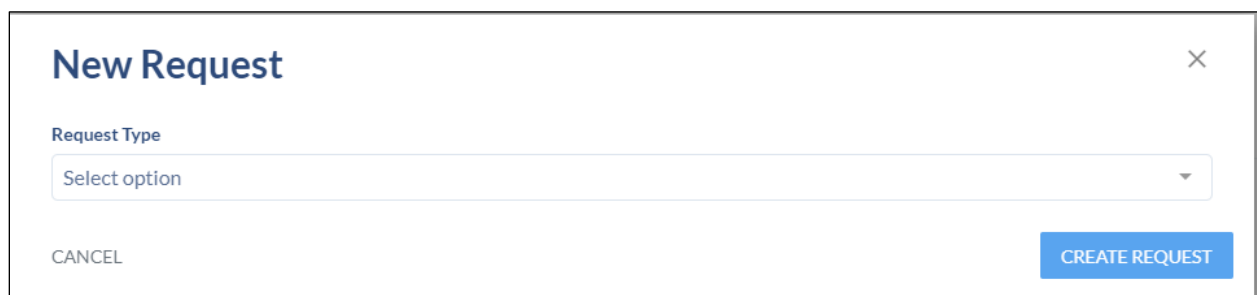 New Request
Request Type
Select option
CANCEL
CREATE REQUEST